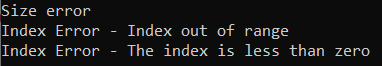 Size error
Index Error - Index out of range
Index Error - The index is less than zero